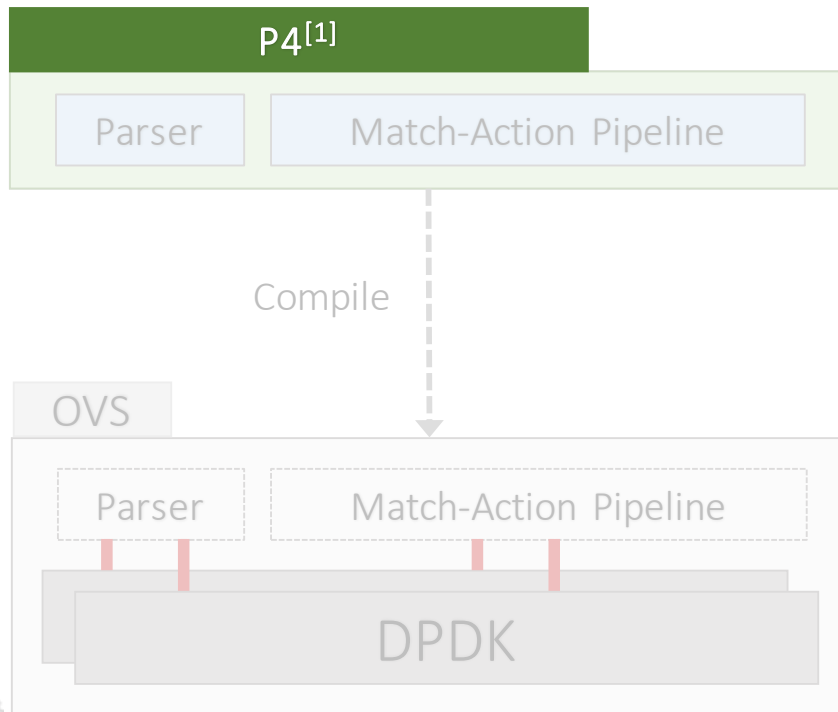 P4[1]
Parser Match-Action Pipeline
Compile
OVS
Parser Match-Action Pipeline
DPDK